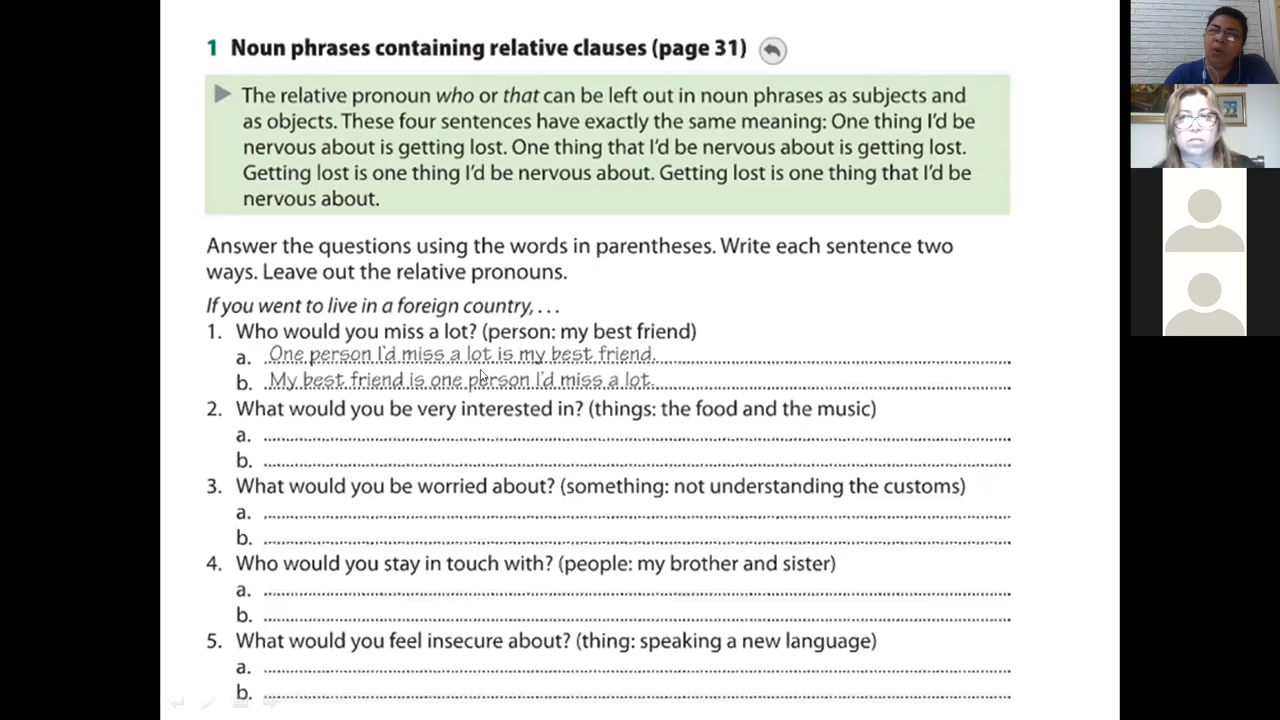 1 Noun phrases containing relative clauses (page 31)
The relative pronoun who or that can be left out in noun phrases as subjects and
as objects. These four sentences have exactly the same meaning: One thing I'd be
nervous about is getting lost. One thing that I'd be nervous about is getting lost.
Getting lost is one thing I'd be nervous about. Getting lost is one thing that I'd be
nervous about.
Answer the questions using the words in parentheses. Write each sentence two
ways. Leave out the relative pronouns.
If you went to live in a foreign country, . . .
1. Who would you miss a lot? (person: my best friend)
a. One person I'd miss a lot is my best friend.
b. My best friend is one person I'd miss a lot.
2. What would you be very interested in? (things: the food and the music)
a.
b.
3. What would you be worried about? (something: not understanding the customs)
a.
b.
4. Who would you stay in touch with? (people: my brother and sister)
a.
b.
5. What would you feel insecure about? (thing: speaking a new language)
a.
b.